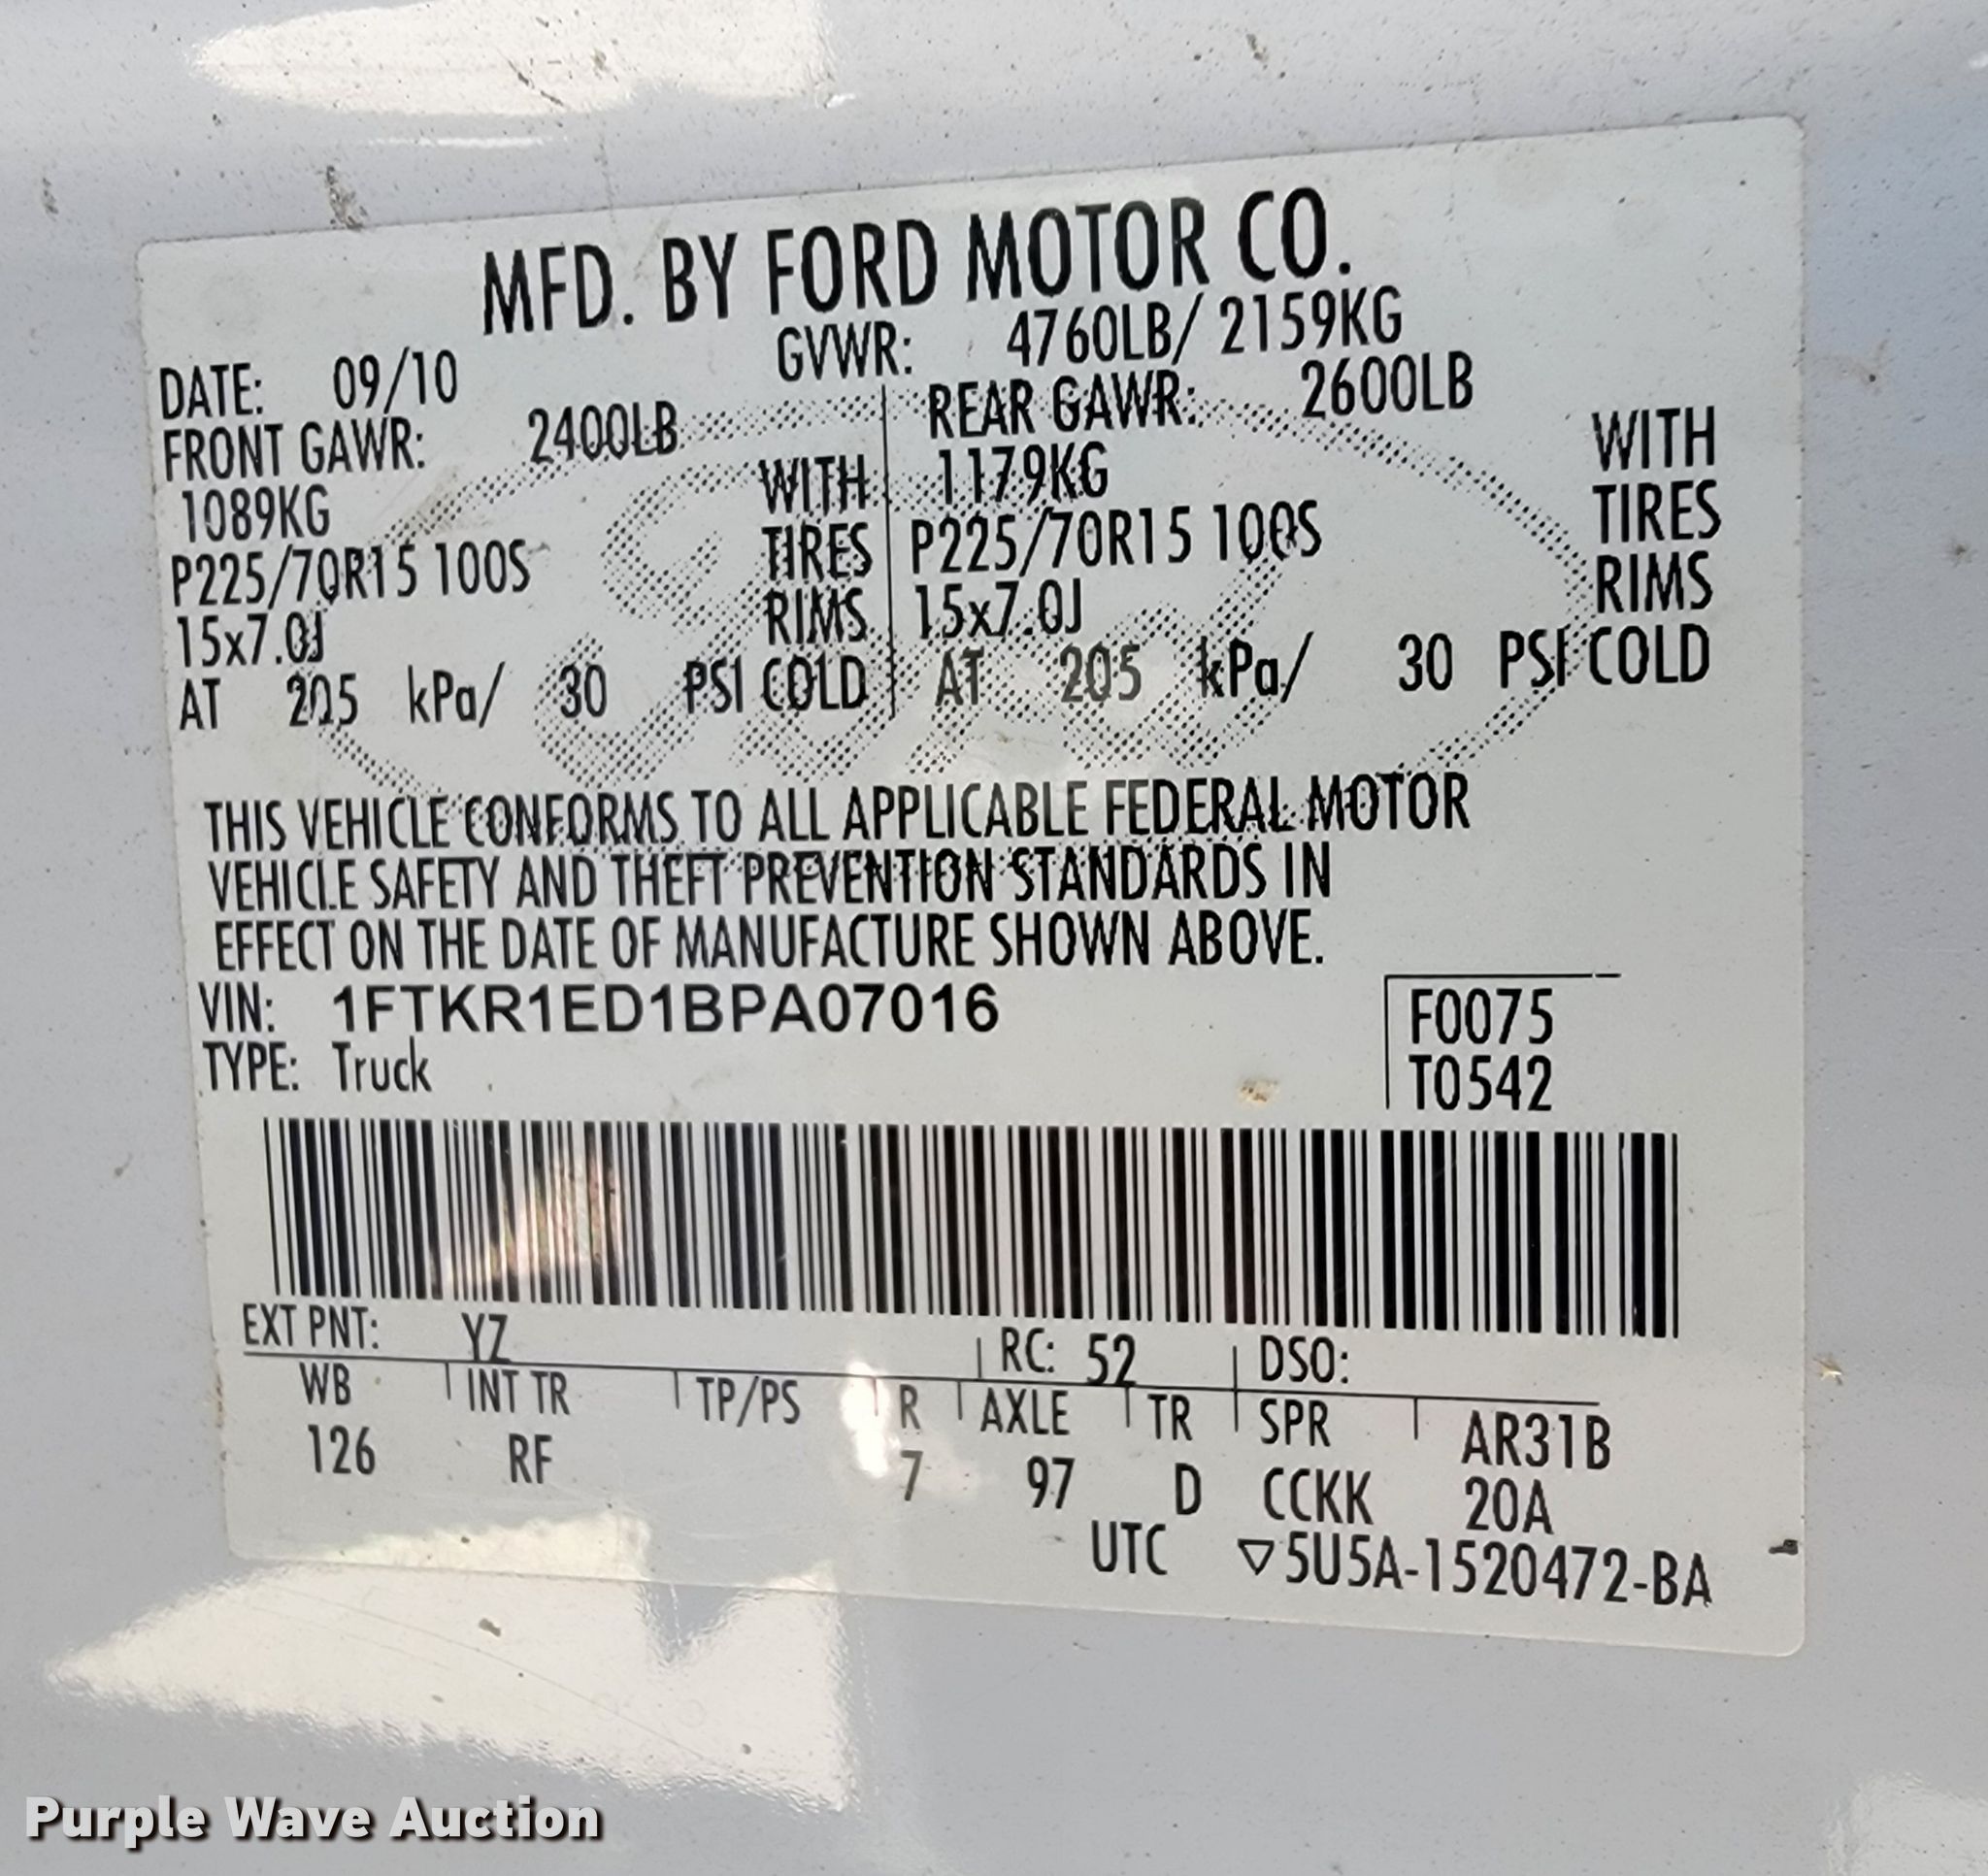 MFD. BY FORD MOTOR CO.
DATE: 09/10 GVWR: 4760LB/ 2159KG
FRONT GAWR: 2400LB REAR GAWR: 2600LB
1089KG WITH 1179KG WITH
P225/70R15 100S TIRES P225/70R15 100S TIRES
15x7.0J RIMS 15x7.0J RIMS
AT 205 kPa/ 30 PSI COLD AT 205 kPa/ 30 PSI COLD
THIS VEHICLE CONFORMS TO ALL APPLICABLE FEDERAL MOTOR
VEHICLE SAFETY AND THEFT PREVENTION STANDARDS IN
EFFECT ON THE DATE OF MANUFACTURE SHOWN ABOVE.
VIN: 1FTKR1ED1BPA07016 F0075
TYPE: Truck T0542
EXT PNT: YZ RC: 52 DSO:
WB INT TR TP/PS R AXLE TR SPR AR31B
126 RF 7 97 D CCKK 20A
UTC ▽5U5A-1520472-BA
Purple Wave Auction